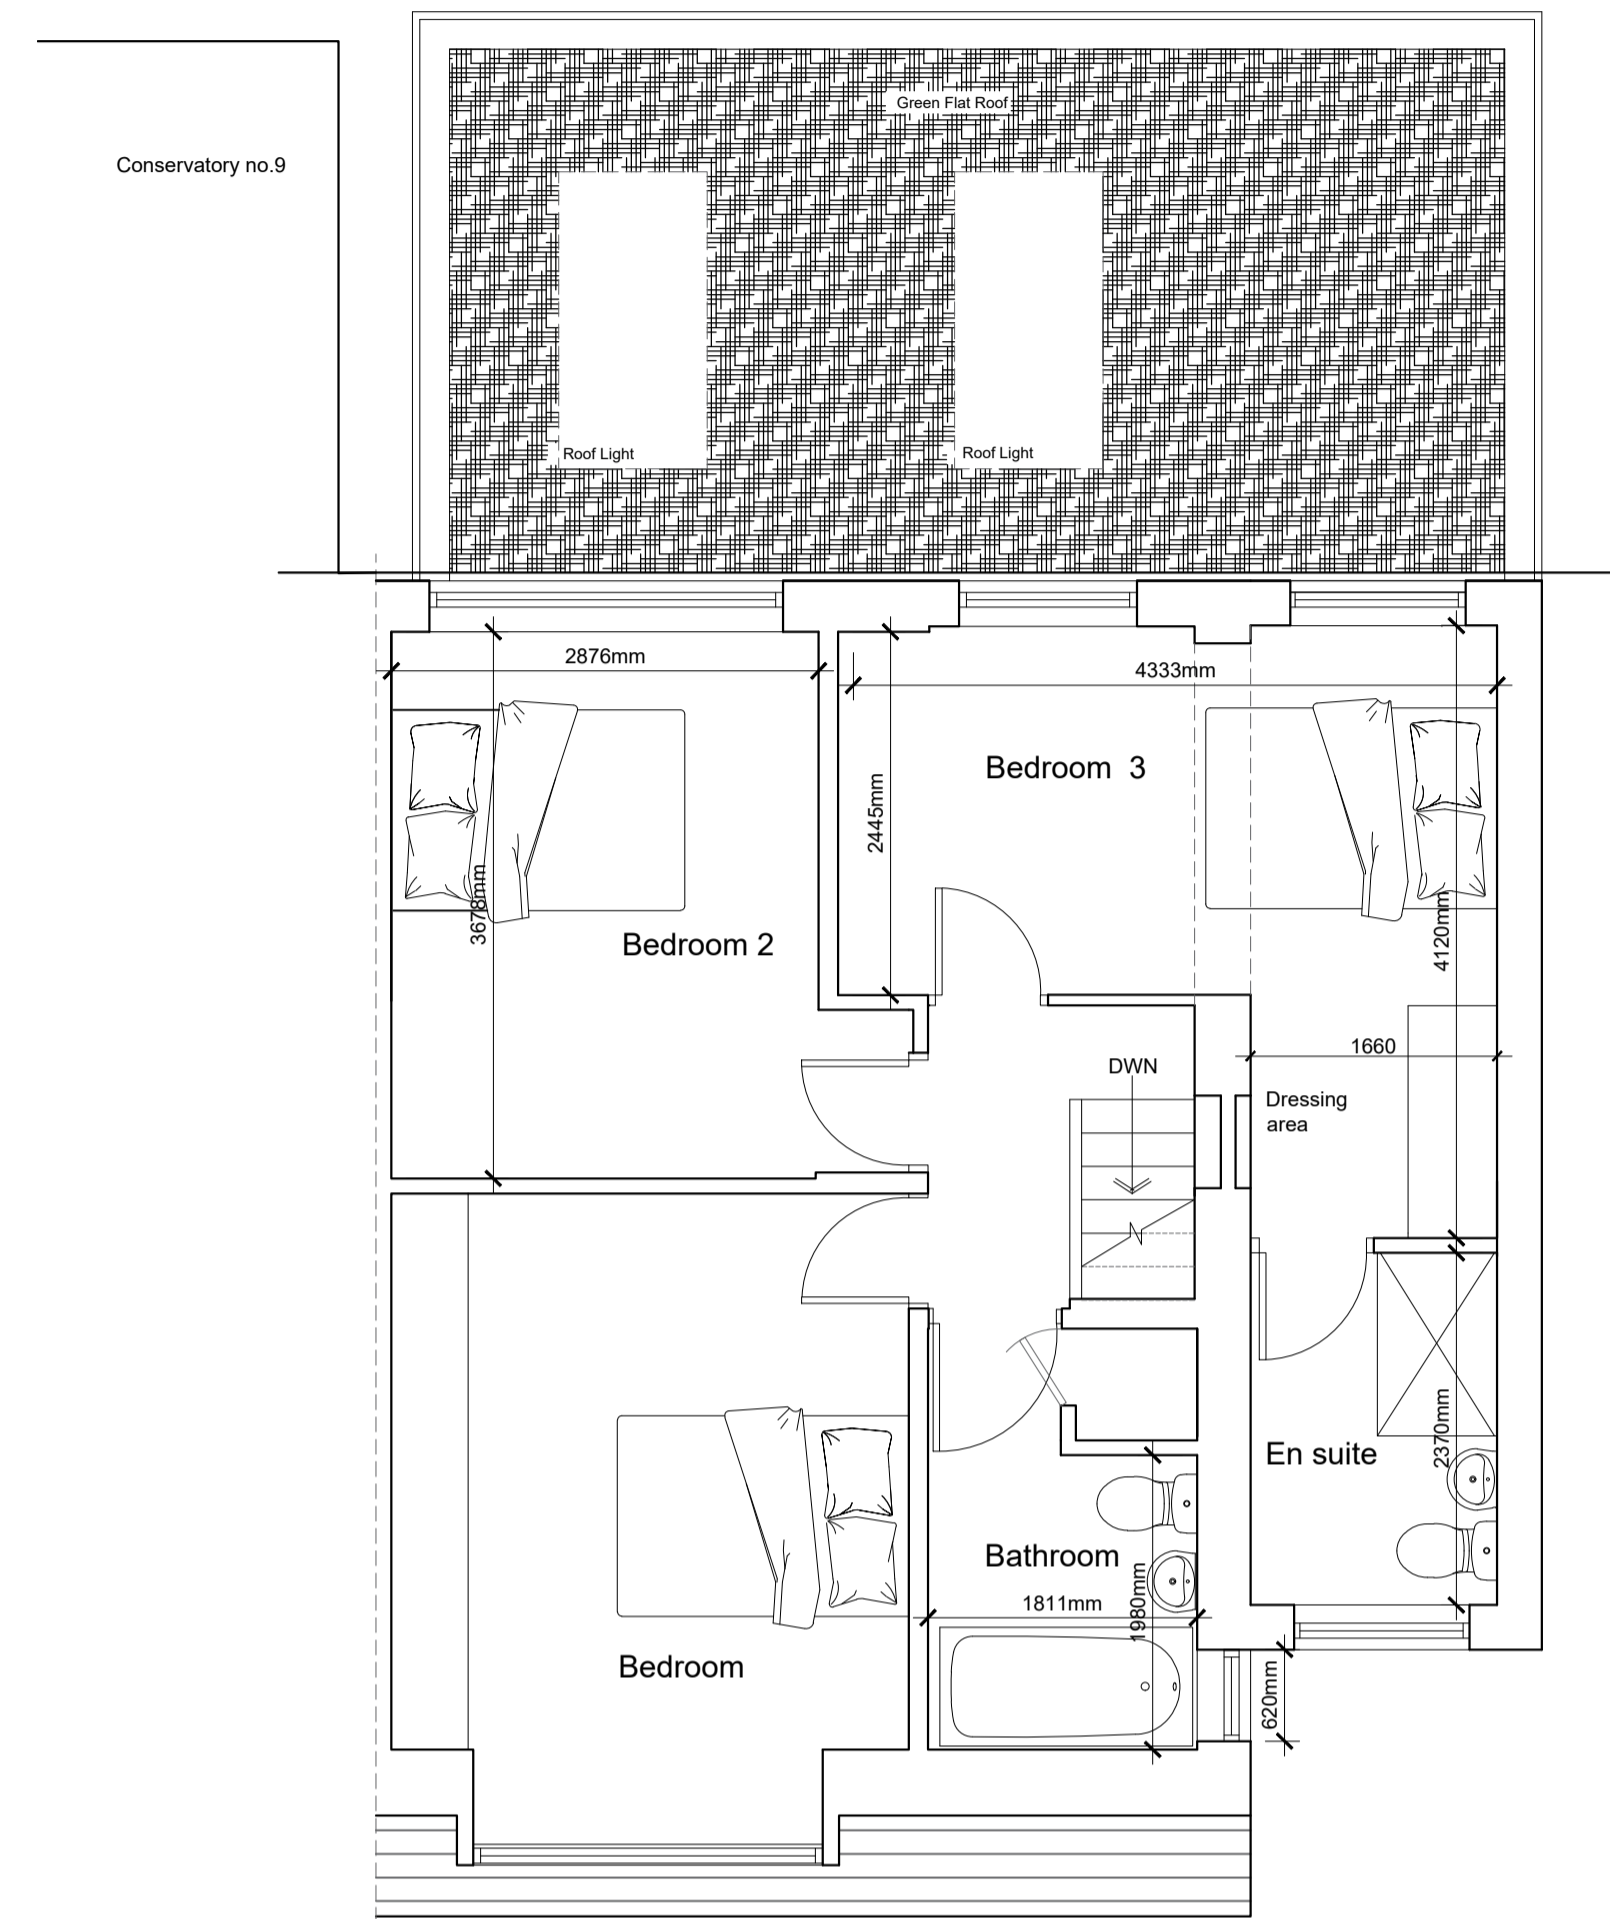 Green Flat Roof
Conservatory no.9
Roof Light
Roof Light
2876mm
4333mm
Bedroom  3
2445mm
3678mm
4120mm
Bedroom 2
1660
DWN
Dressing
area
2370mm
En suite
Bathroom
1811mm
1980mm
Bedroom
620mm